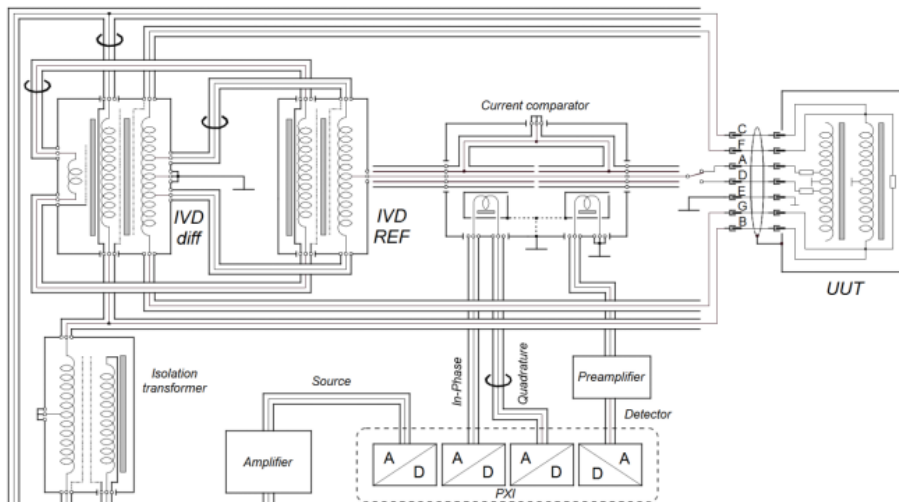 Current comparator
C
F
A
D
E
G
B
IVD
diff
IVD
REF
UUT
Isolation
transformer
Source
In-Phase
Quadrature
Preamplifier
Detector
Amplifier
A
D
A
D
A
D
A
D
PXI